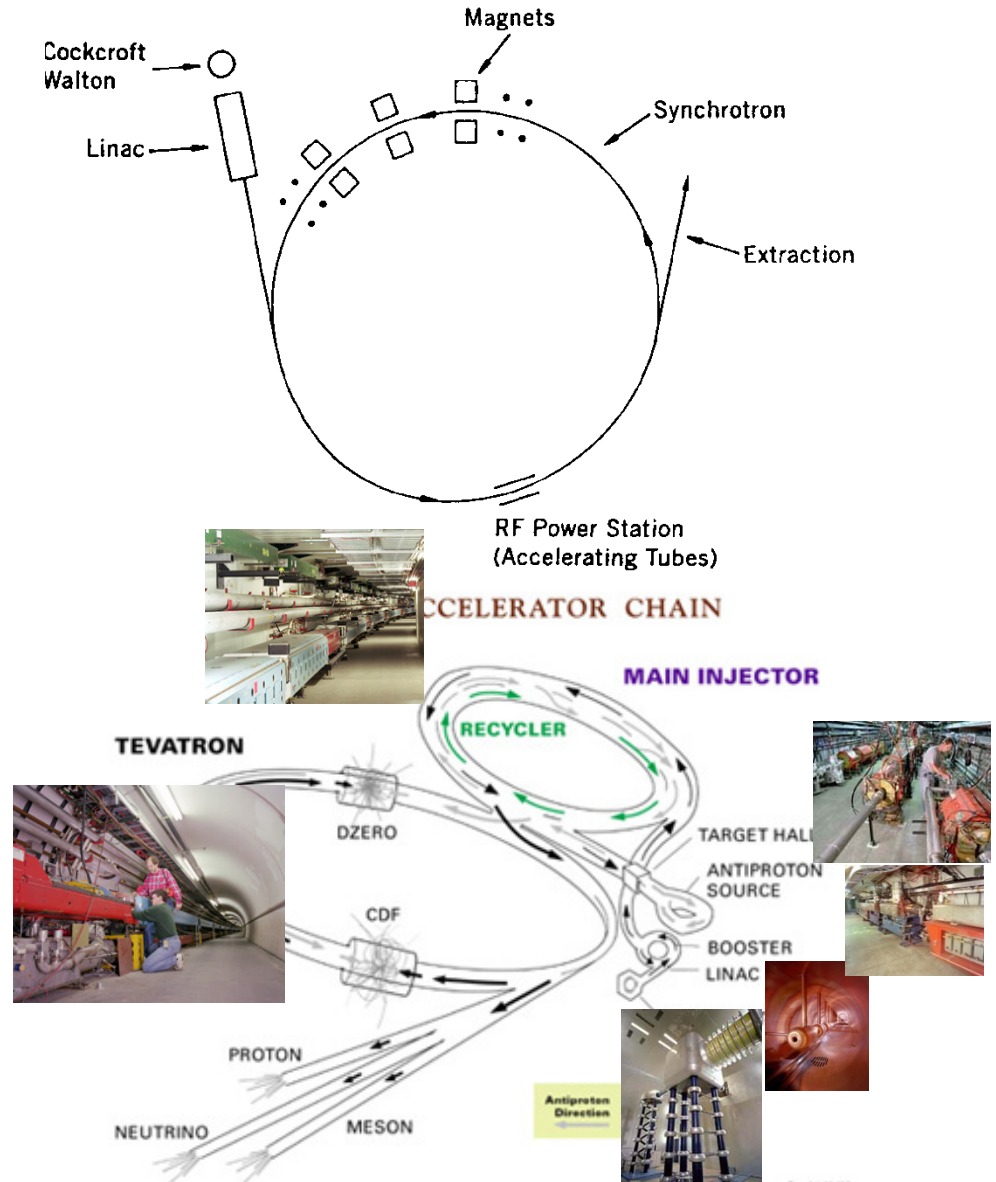 Magnets
Cockcroft
Walton
Synchrotron
Linac
Extraction
RF Power Station
(Accelerating Tubes)
CCELERATOR CHAIN
MAIN INJECTOR
RECYCLER
TEVATRON
DZERO
TARGET HALL
ANTIPROTON
SOURCE
CDF
BOOSTER
LINAC
PROTON
Antiproton
Direction
NEUTRINO
MESON